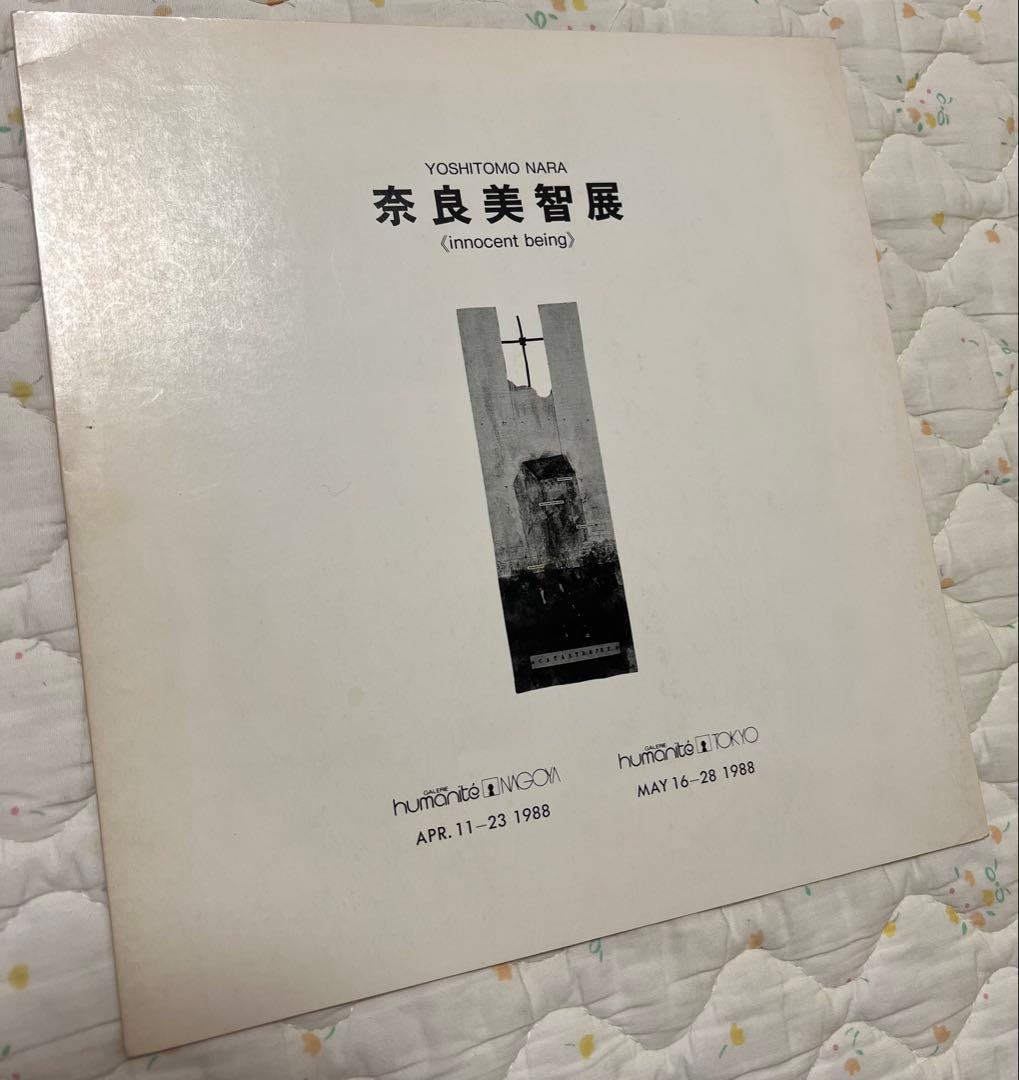 YOSHITOMO NARA
奈良美智展
《innocent being》
GALERIE
humanité NAGOYA
APR. 11–23 1988
GALERIE
humanité TOKYO
MAY 16–28 1988